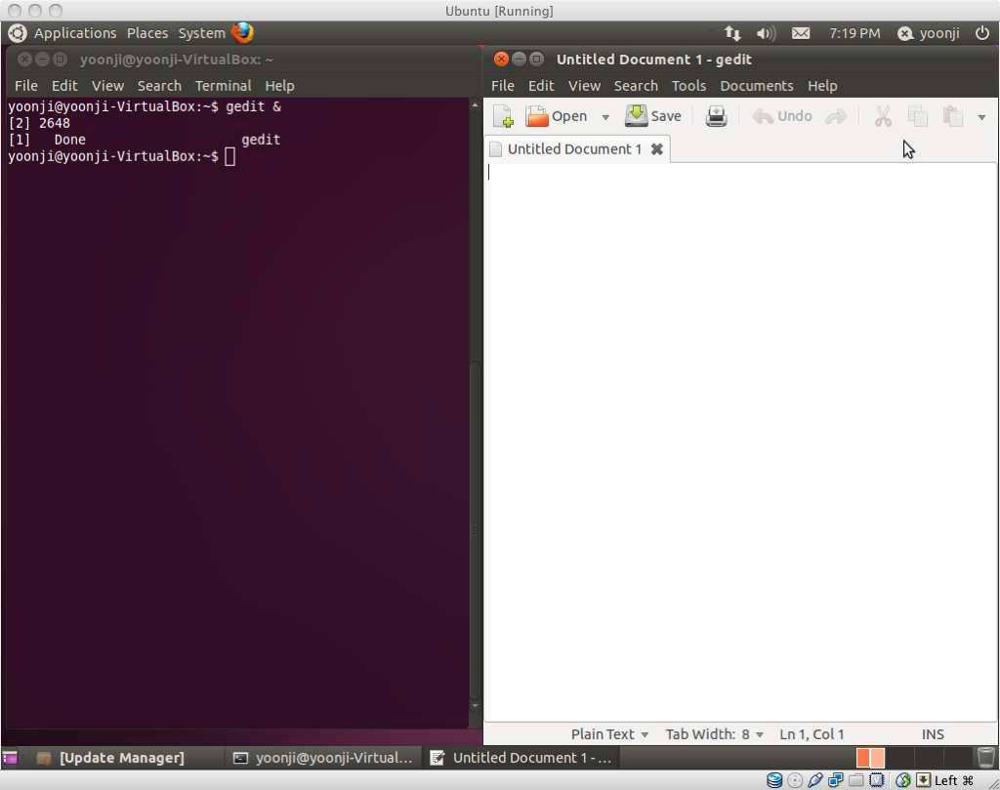 Ubuntu [Running]
Applications Places System 7:19 PM yoonji
yoonji@yoonji-VirtualBox: ~
File Edit View Search Terminal Help
yoonji@yoonji-VirtualBox:~$ gedit &
[2] 2648
[1]   Done                    gedit
yoonji@yoonji-VirtualBox:~$
Untitled Document 1 - gedit
File Edit View Search Tools Documents Help
Open Save Undo
Untitled Document 1
Plain Text Tab Width: 8 Ln 1, Col 1 INS
[Update Manager] yoonji@yoonji-Virtual... Untitled Document 1 - ...
Left ⌘